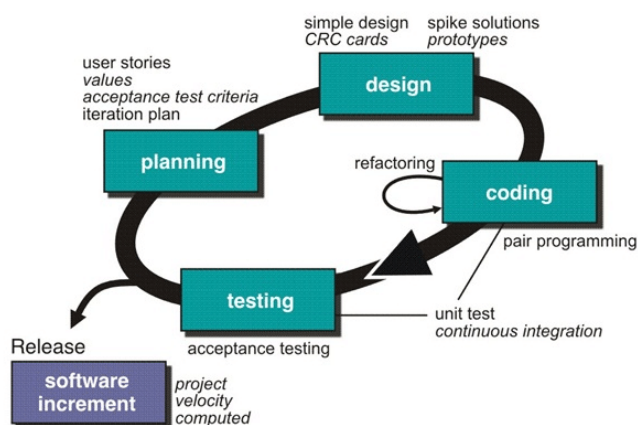 simple design
CRC cards
spike solutions
prototypes
design
user stories
values
acceptance test criteria
iteration plan
planning
refactoring
coding
pair programming
testing
unit test
continuous integration
acceptance testing
Release
software
increment
project
velocity
computed